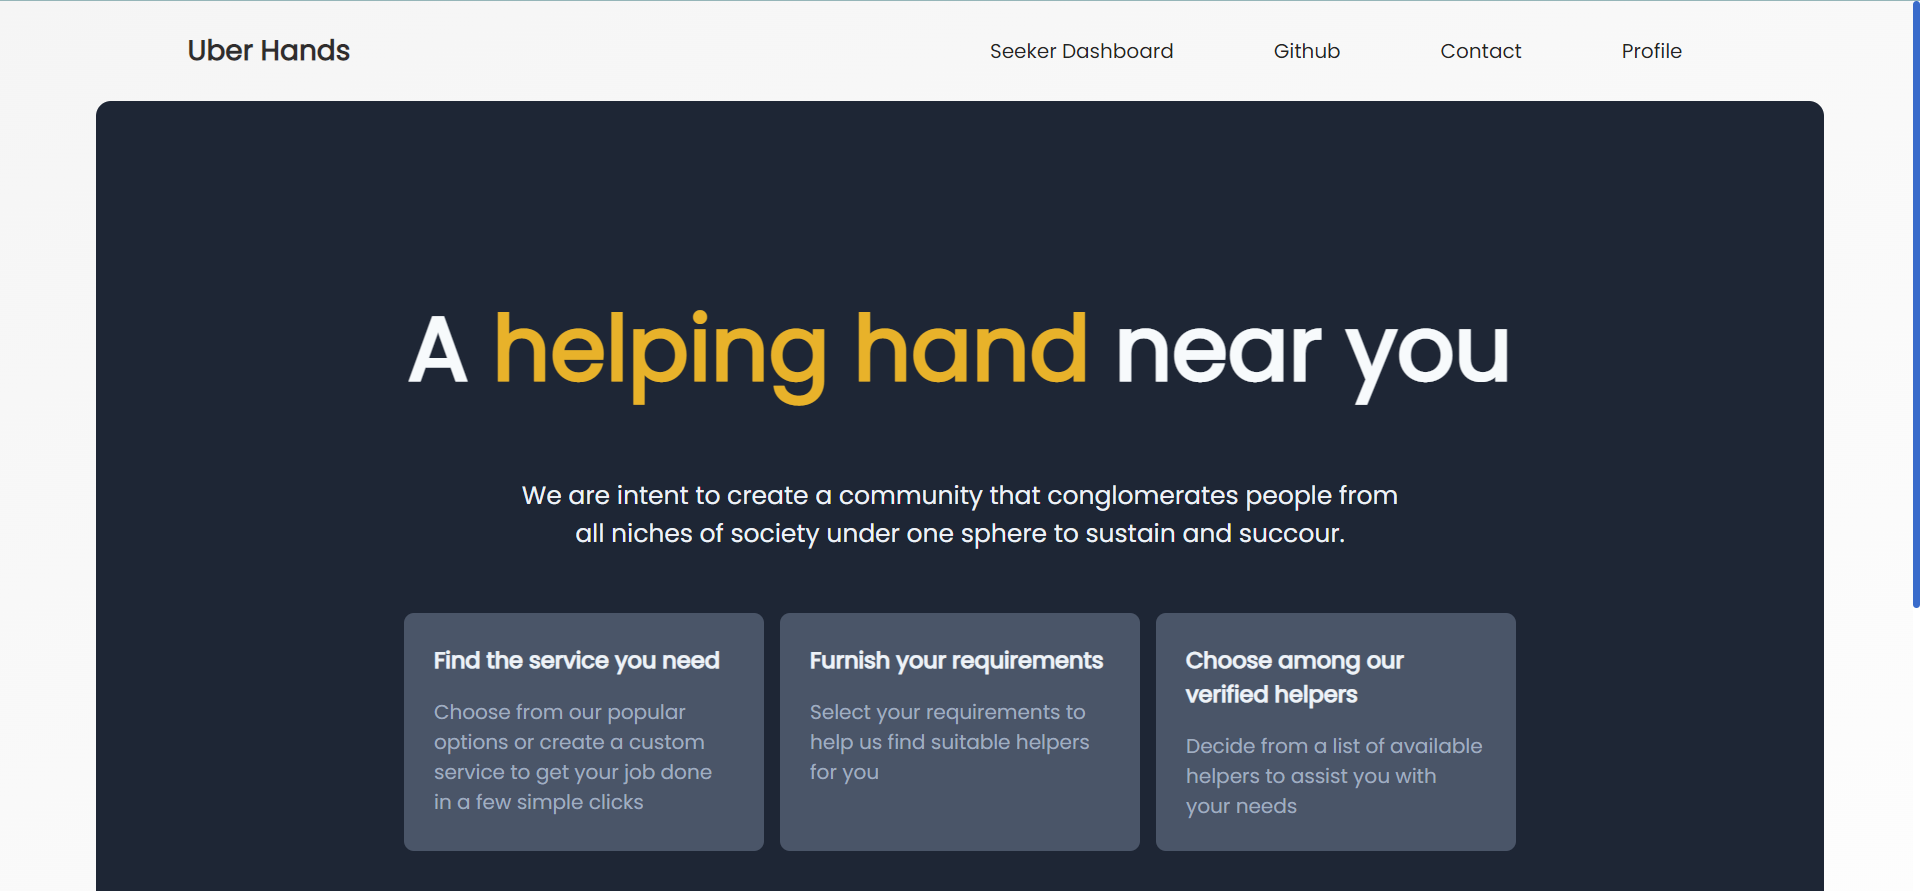 Uber Hands
Seeker Dashboard
Github
Contact
Profile
A helping hand near you
We are intent to create a community that conglomerates people from
all niches of society under one sphere to sustain and succour.
Find the service you need
Choose from our popular
options or create a custom
service to get your job done
in a few simple clicks
Furnish your requirements
Select your requirements to
help us find suitable helpers
for you
Choose among our
verified helpers
Decide from a list of available
helpers to assist you with
your needs